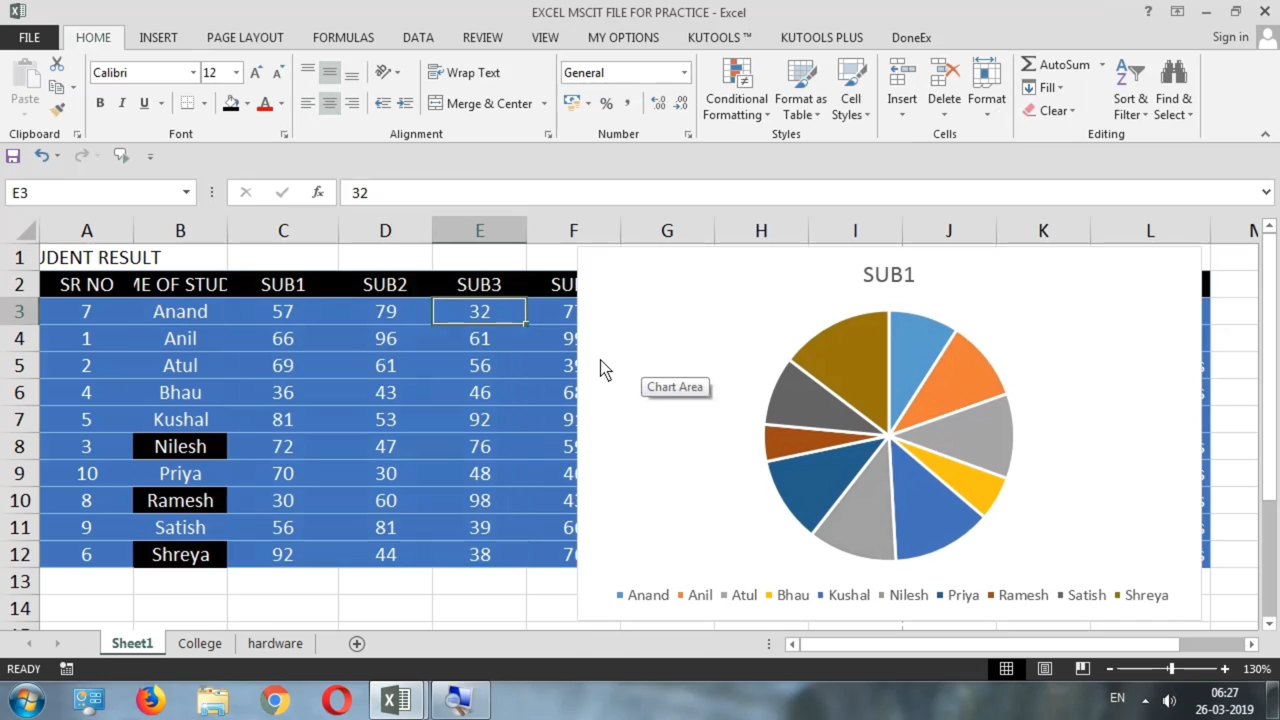 EXCEL MSCIT FILE FOR PRACTICE - Excel
FILE HOME INSERT PAGE LAYOUT FORMULAS DATA REVIEW VIEW MY OPTIONS KUTOOLS ™ KUTOOLS PLUS DoneEx Sign in
Paste
Calibri 12
B I U
Wrap Text
Merge & Center
General
Conditional Formatting
Format as Table
Cell Styles
Insert Delete Format
AutoSum
Fill
Clear
Sort & Filter
Find & Select
Clipboard Font Alignment Number Styles Cells Editing
E3 fx 32
A B C D E F G H I J K L M
1 JDENT RESULT
2 SR NO ME OF STUD SUB1 SUB2 SUB3 SU
3 7 Anand 57 79 32
4 1 Anil 66 96 61
5 2 Atul 69 61 56
6 4 Bhau 36 43 46
7 5 Kushal 81 53 92
8 3 Nilesh 72 47 76
9 10 Priya 70 30 48
10 8 Ramesh 30 60 98
11 9 Satish 56 81 39
12 6 Shreya 92 44 38
13
14
SUB1
Chart Area
Anand Anil Atul Bhau Kushal Nilesh Priya Ramesh Satish Shreya
Sheet1 College hardware
READY 130%
EN 06:27
26-03-2019